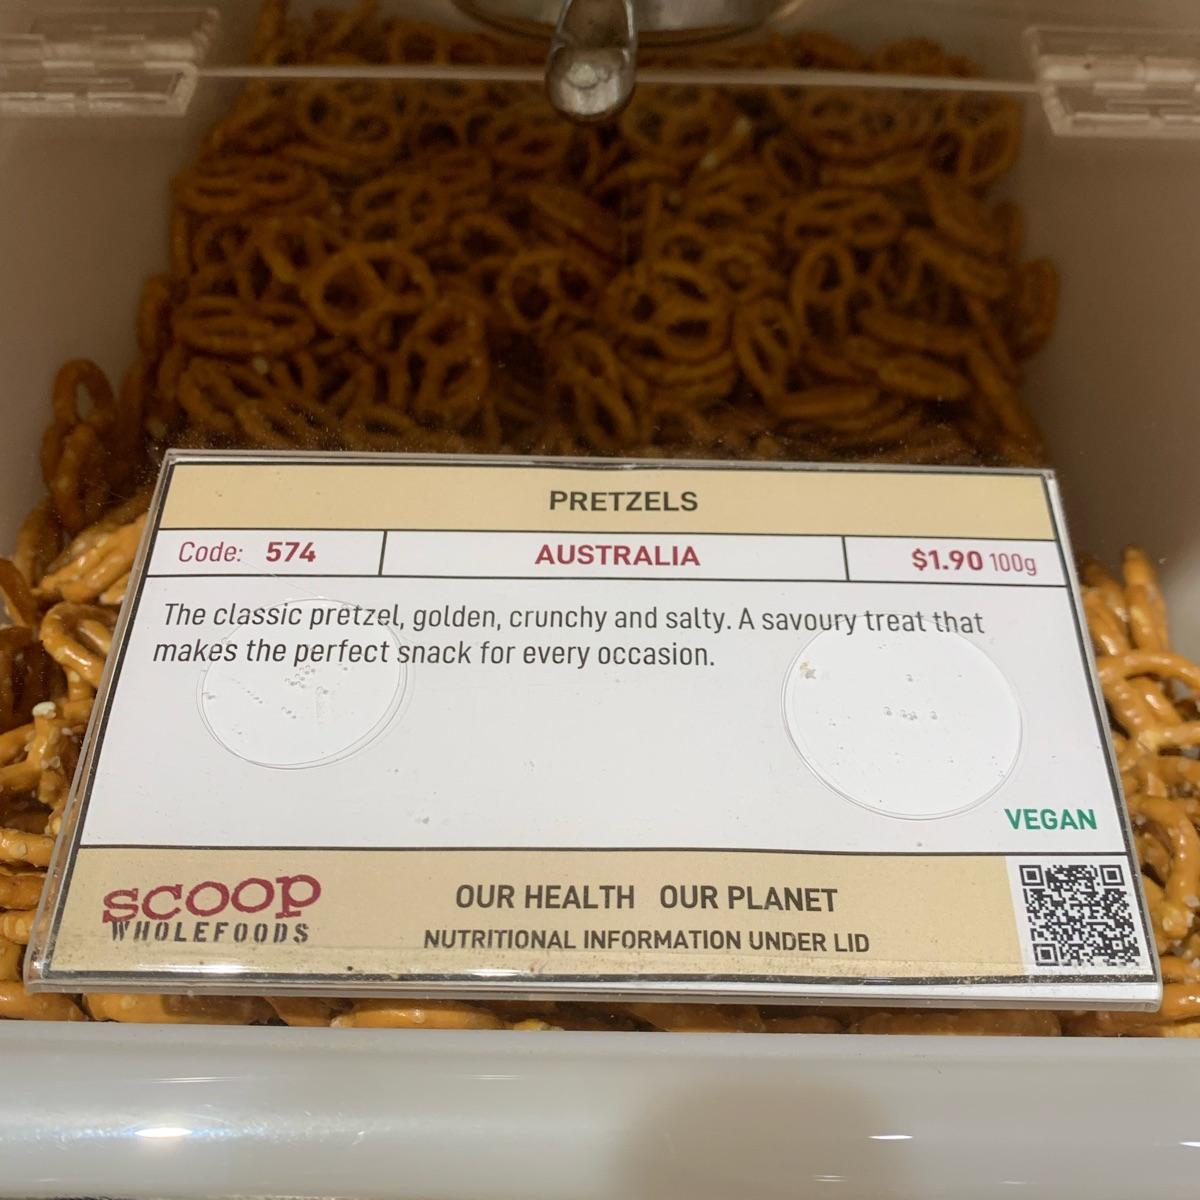 PRETZELS
Code: 574
AUSTRALIA
$1.90 100g
The classic pretzel, golden, crunchy and salty. A savoury treat that
makes the perfect snack for every occasion.
VEGAN
SCOOP
WHOLEFOODS
OUR HEALTH OUR PLANET
NUTRITIONAL INFORMATION UNDER LID